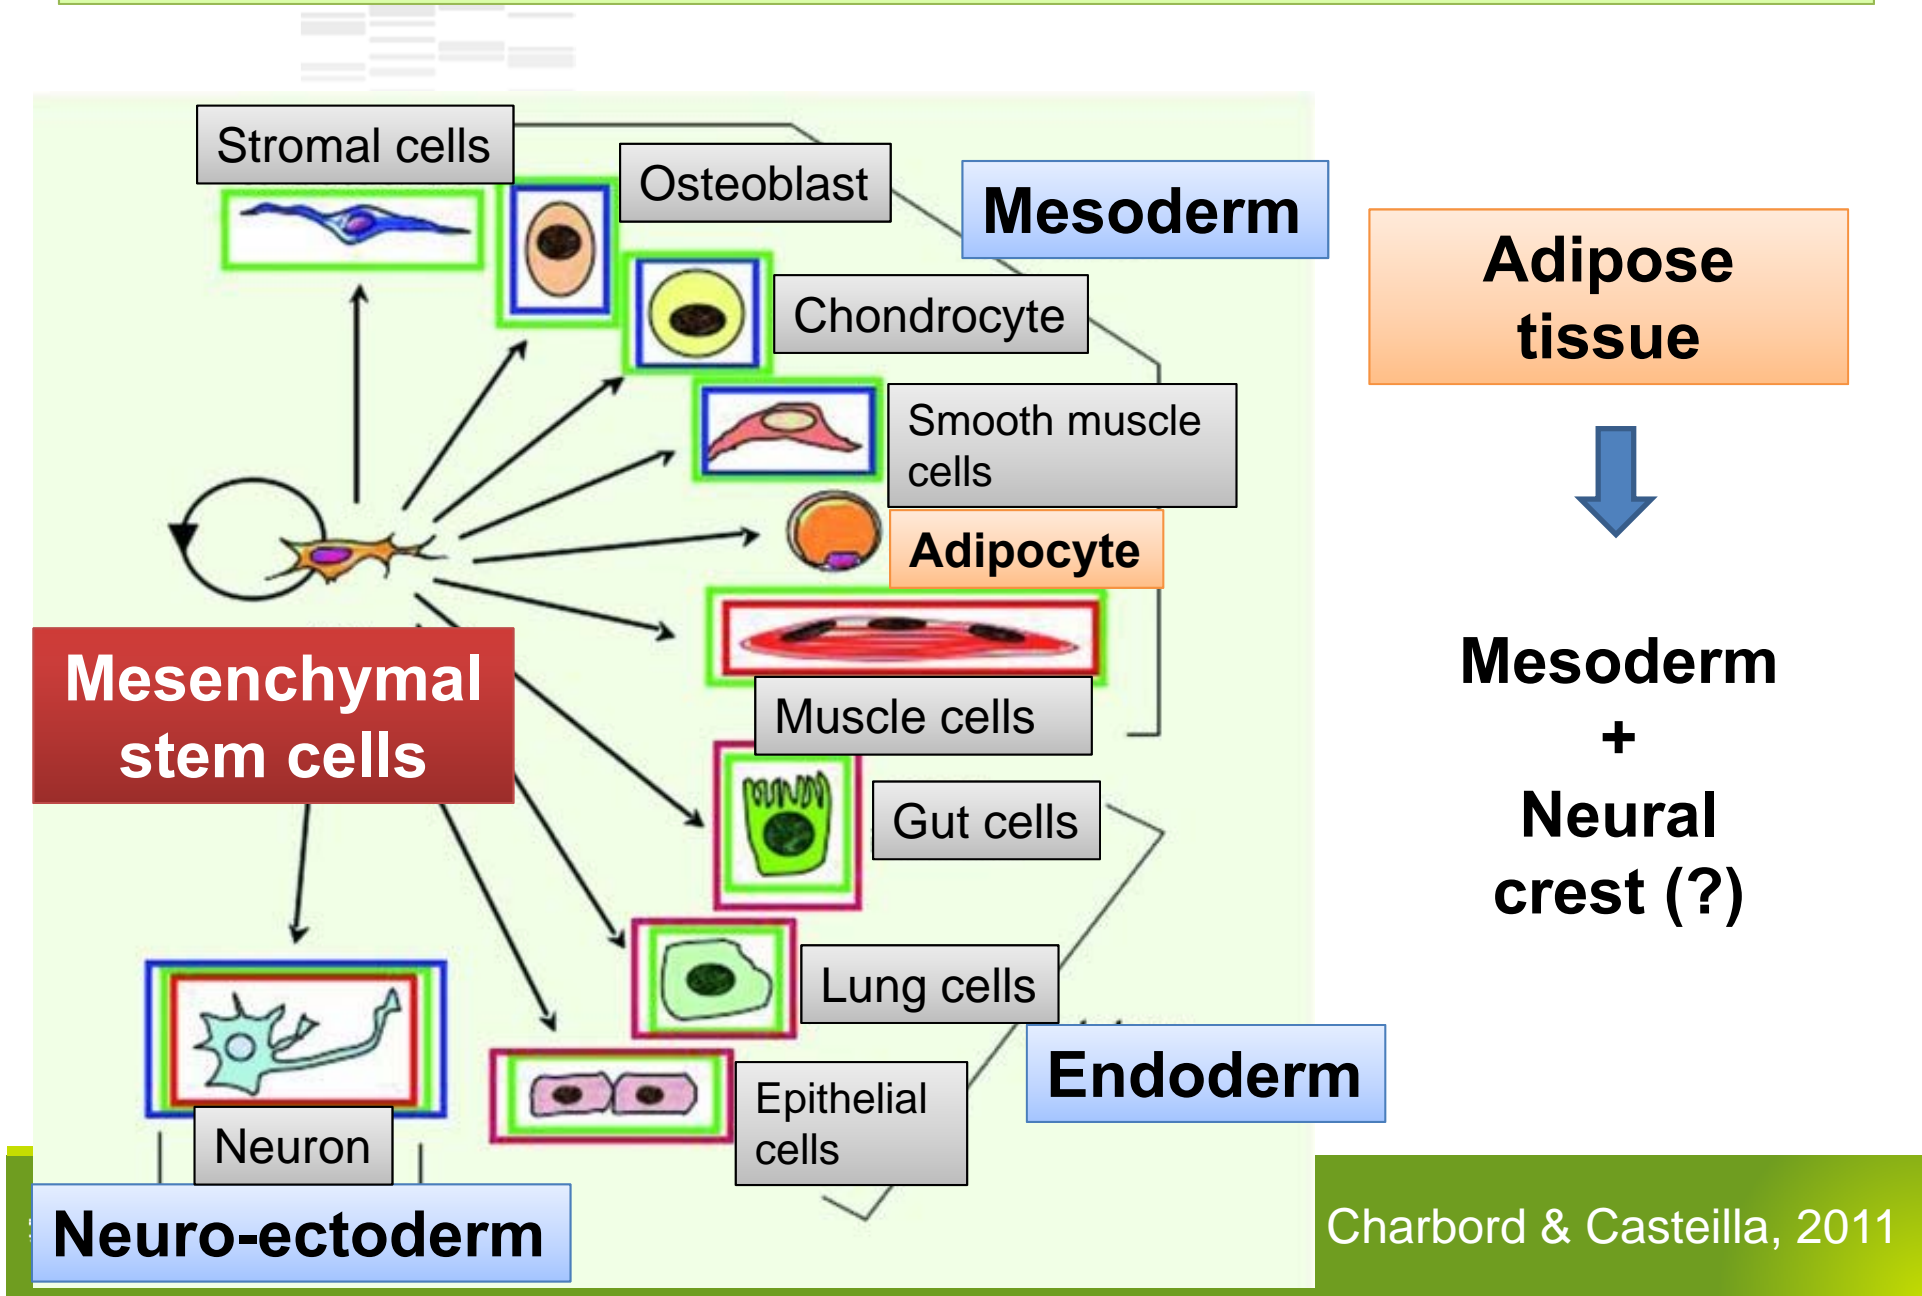 Stromal cells
Osteoblast
Mesoderm
Chondrocyte
Smooth muscle
cells
Adipocyte
Mesenchymal
stem cells
Muscle cells
Gut cells
Lung cells
Endoderm
Epithelial
cells
Neuron
Neuro-ectoderm
Adipose
tissue
Mesoderm
+
Neural
crest (?)
Charbord & Casteilla, 2011